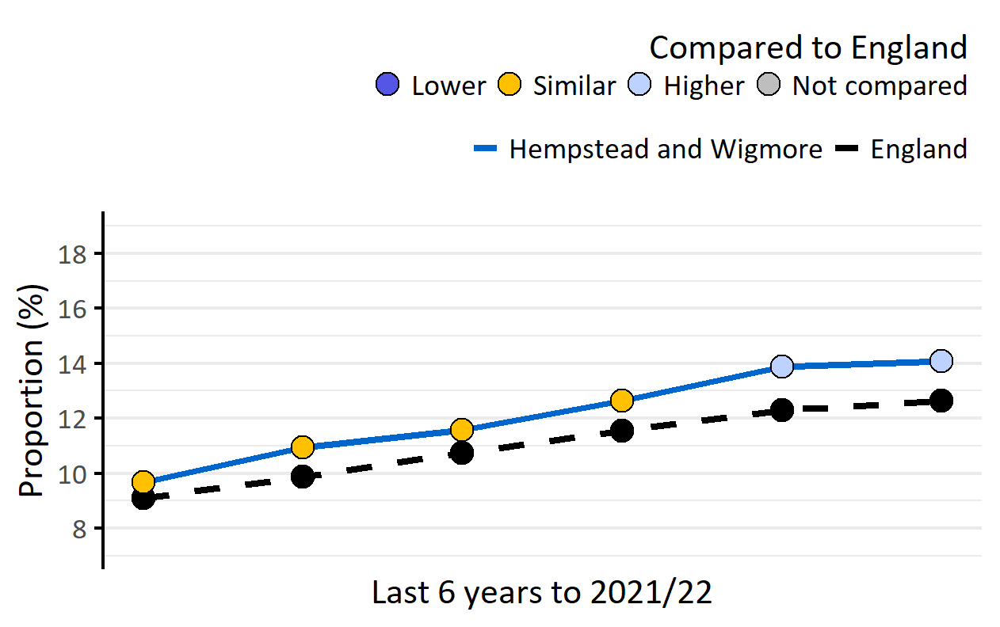 Compared to England
Lower Similar Higher Not compared
Hempstead and Wigmore England
18
16
14
12
10
8
Proportion (%)
Last 6 years to 2021/22